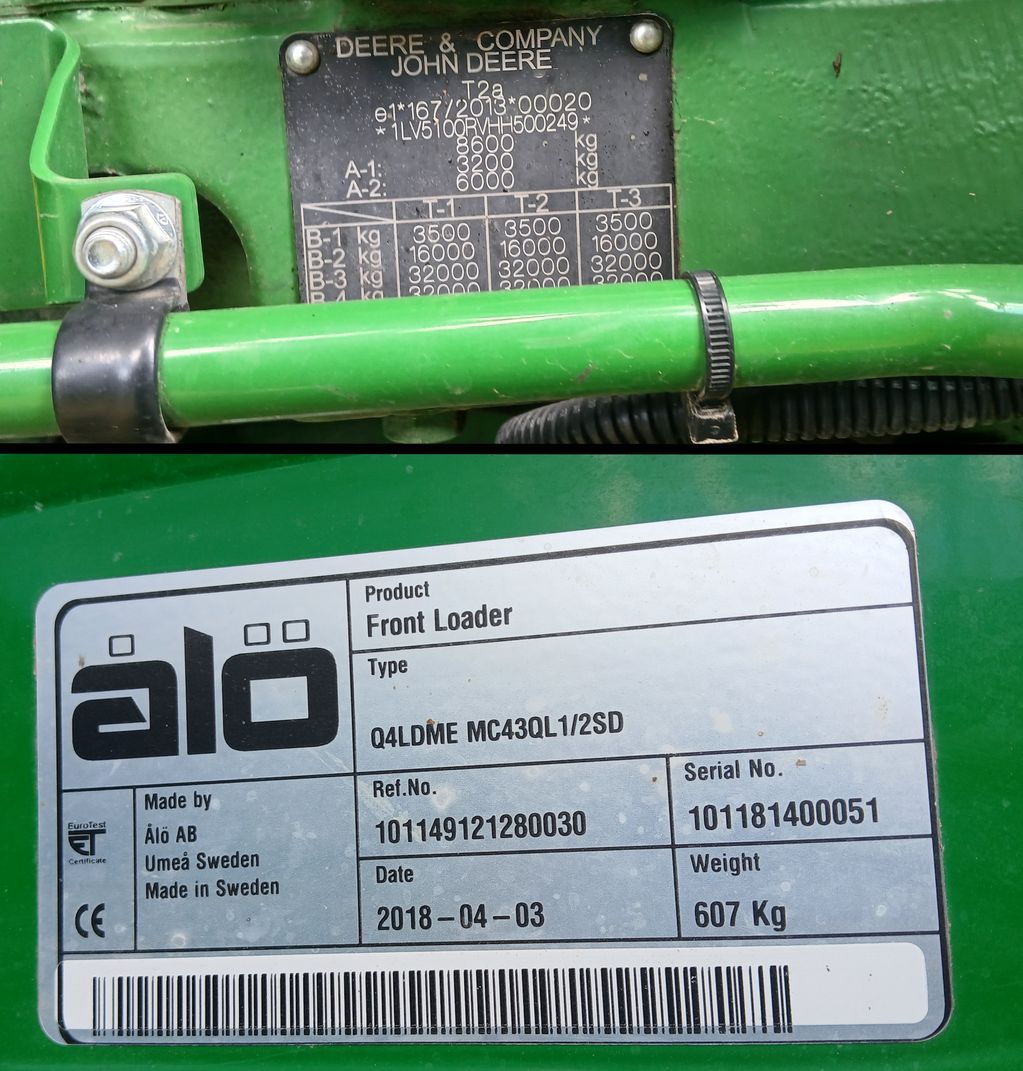 DEERE & COMPANY
JOHN DEERE
T2a
e1*167/2013*00020
*1LV5100RVHH500249*
8600 kg
A-1: 3200 kg
A-2: 6000 kg
T-1 T-2 T-3
B-1 kg 3500 3500 3500
B-2 kg 16000 16000 16000
B-3 kg 32000 32000 32000
32000
ålö
Product
Front Loader
Type
Q4LDME MC43QL1/2SD
Ref.No.
101149121280030
Serial No.
101181400051
Made by
Ålö AB
Umeå Sweden
Made in Sweden
EuroTest
ET
Certificate
CE
Date
2018-04-03
Weight
607 Kg